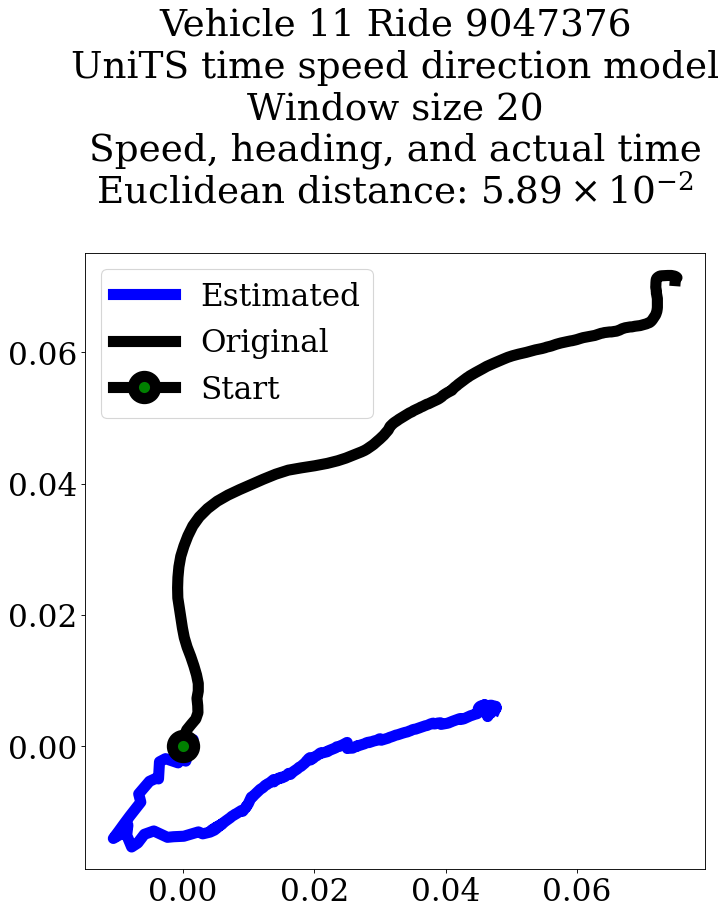 Vehicle 11 Ride 9047376
UniTS time speed direction model
Window size 20
Speed, heading, and actual time
Euclidean distance: 5.89 × 10⁻²
Estimated
Original
Start
0.06
0.04
0.02
0.00
0.00 0.02 0.04 0.06